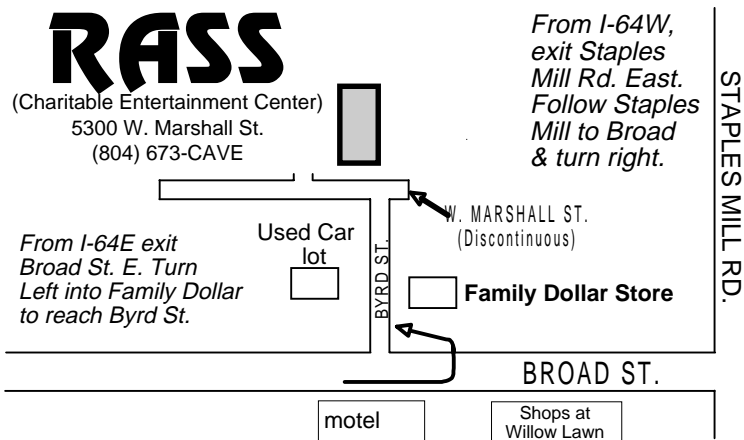 RASS
(Charitable Entertainment Center)
5300 W. Marshall St.
(804) 673-CAVE
From I-64W,
exit Staples
Mill Rd. East.
Follow Staples
Mill to Broad
& turn right.
STAPLES MILL RD.
W. MARSHALL ST.
(Discontinuous)
From I-64E exit
Broad St. E. Turn
Left into Family Dollar
to reach Byrd St.
Used Car
lot
BYRD ST.
Family Dollar Store
BROAD ST.
motel
Shops at
Willow Lawn